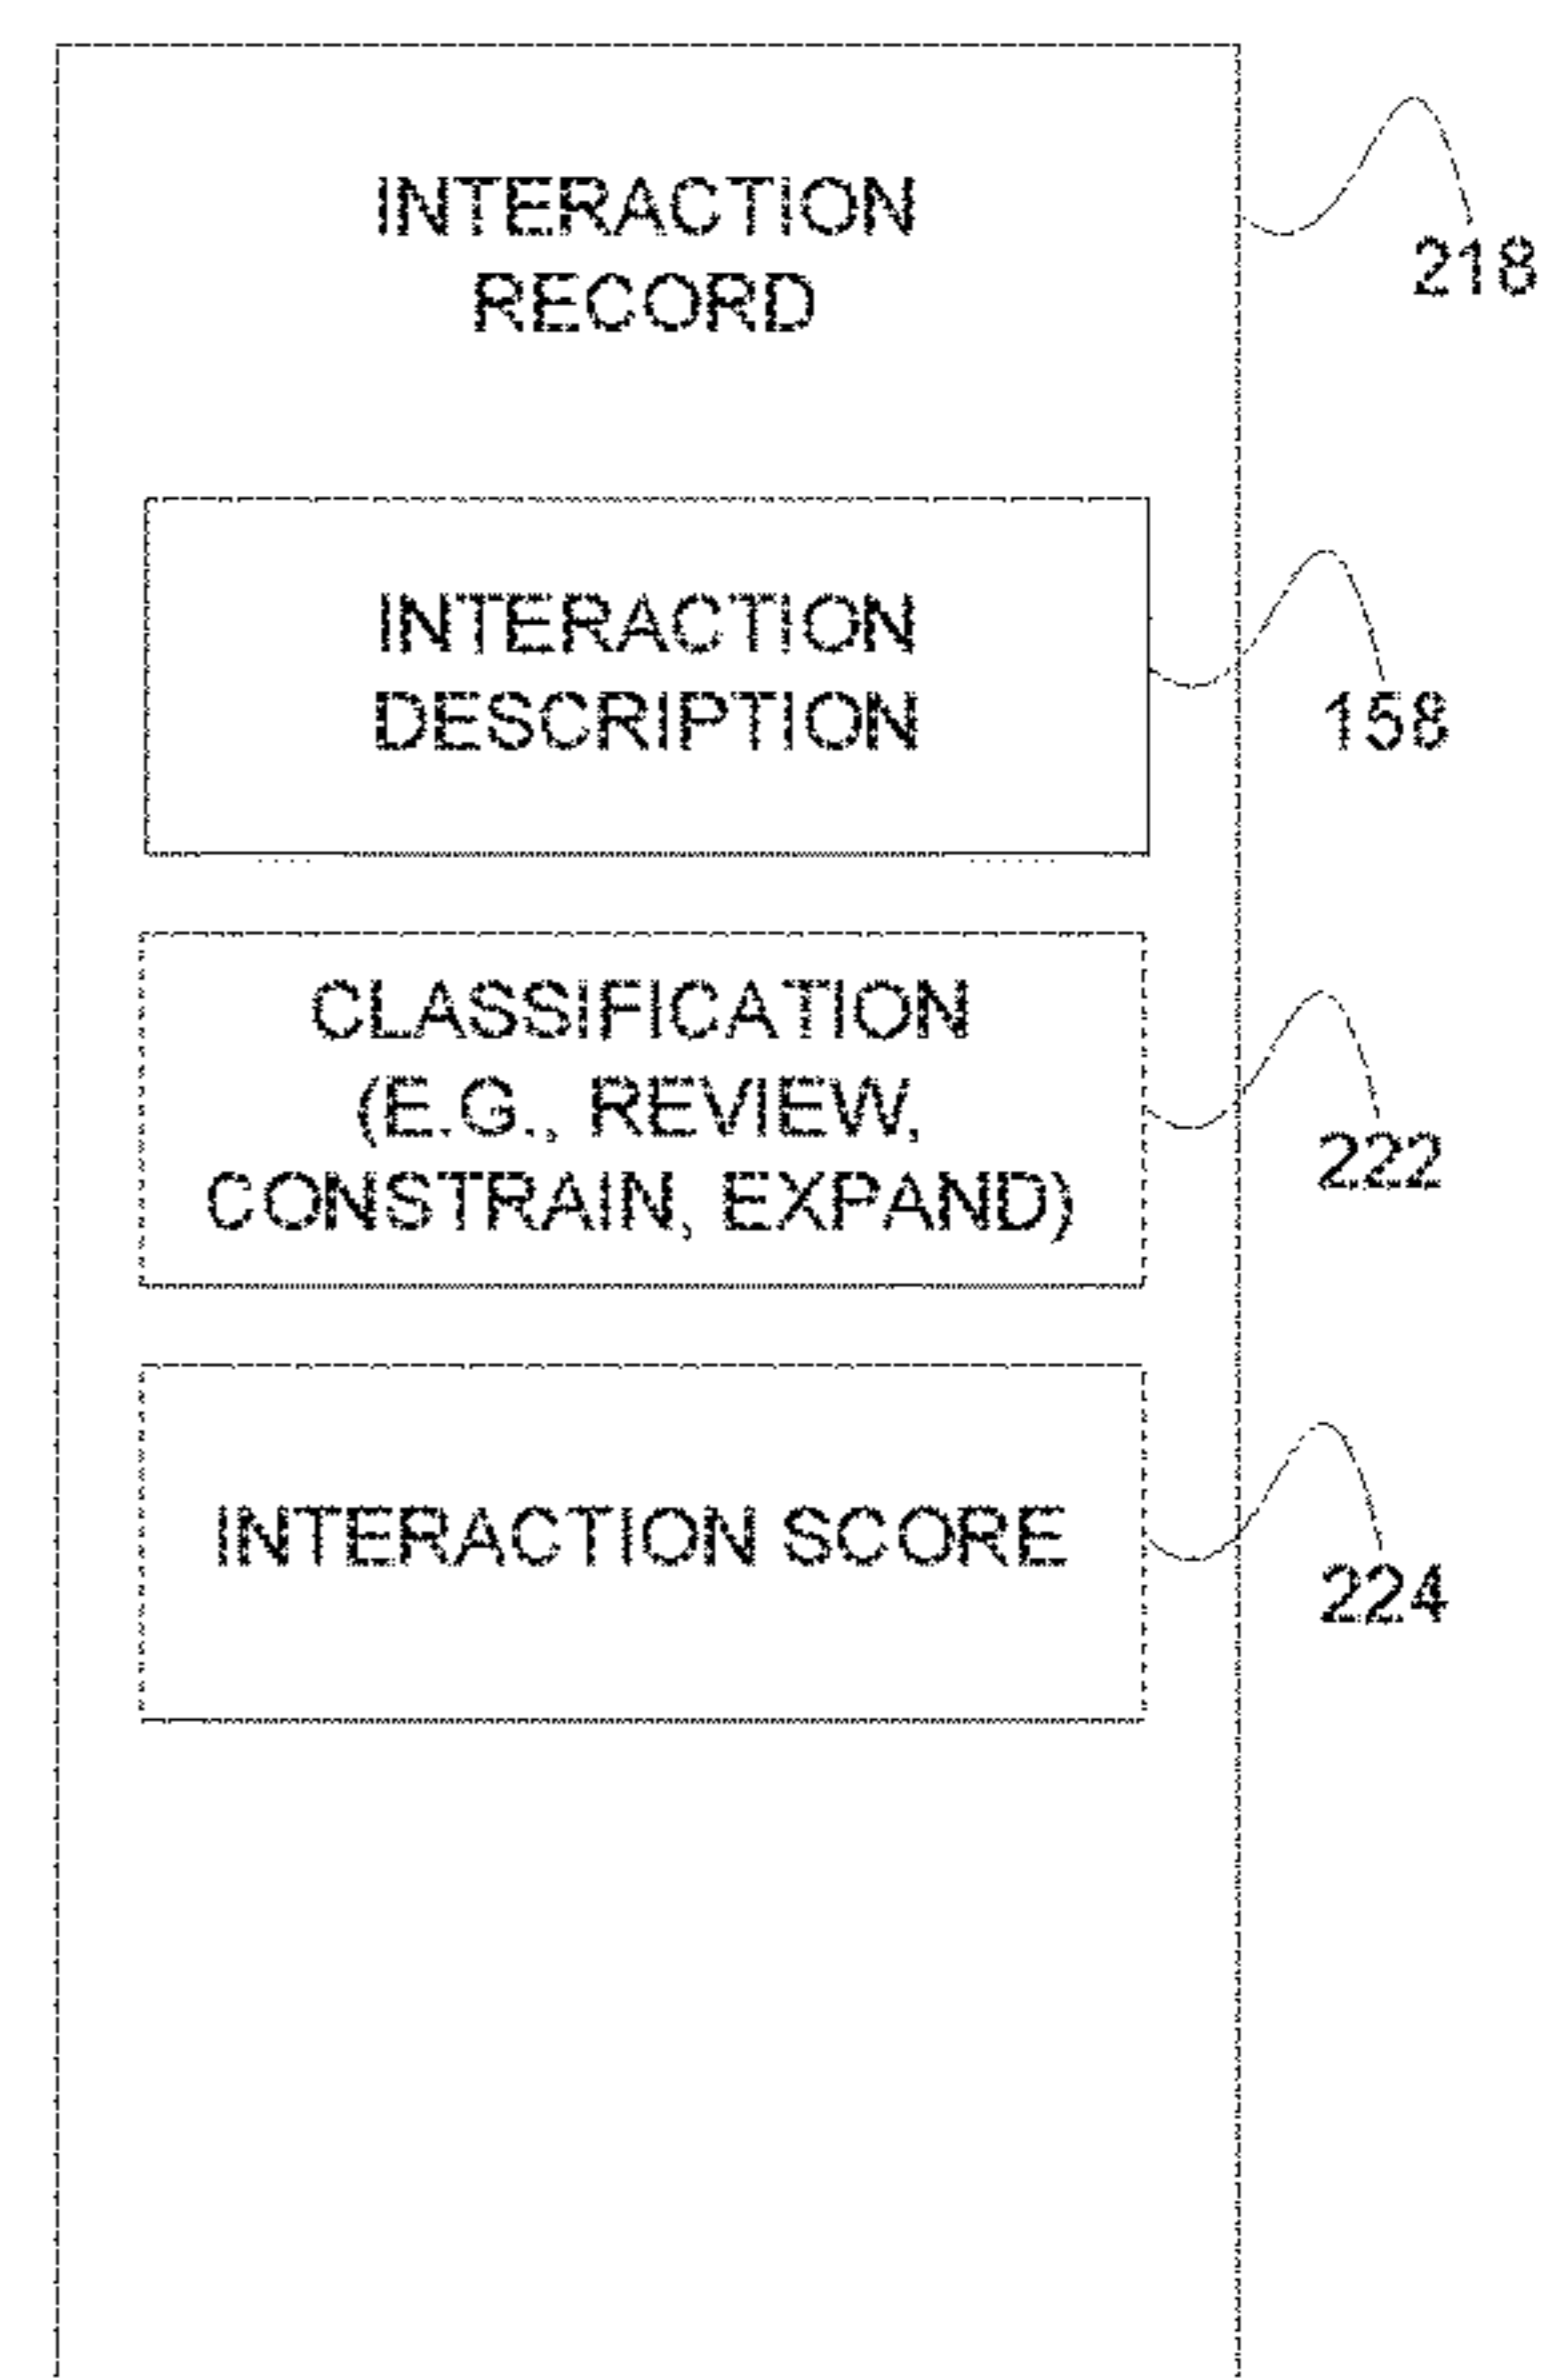 INTERACTION
RECORD
218
INTERACTION
DESCRIPTION
158
CLASSIFICATION
(E.G., REVIEW,
CONSTRAIN, EXPAND)
222
INTERACTION SCORE
224